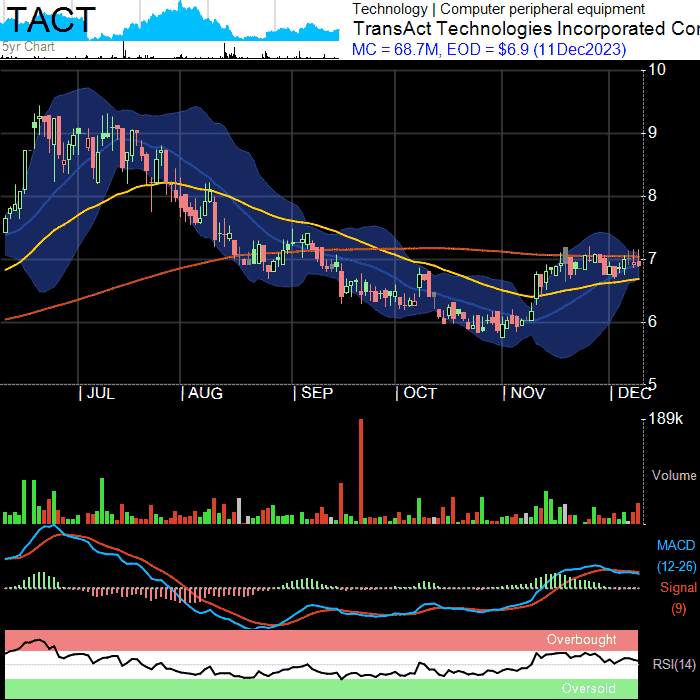 TACT
5yr Chart
Technology | Computer peripheral equipment
TransAct Technologies Incorporated Cor
MC = 68.7M, EOD = $6.9 (11Dec2023)
10
9
8
7
6
5
| JUL | AUG | SEP | OCT | NOV | DEC
189k
Volume
MACD
(12-26)
Signal
(9)
Overbought
RSI(14)
Oversold